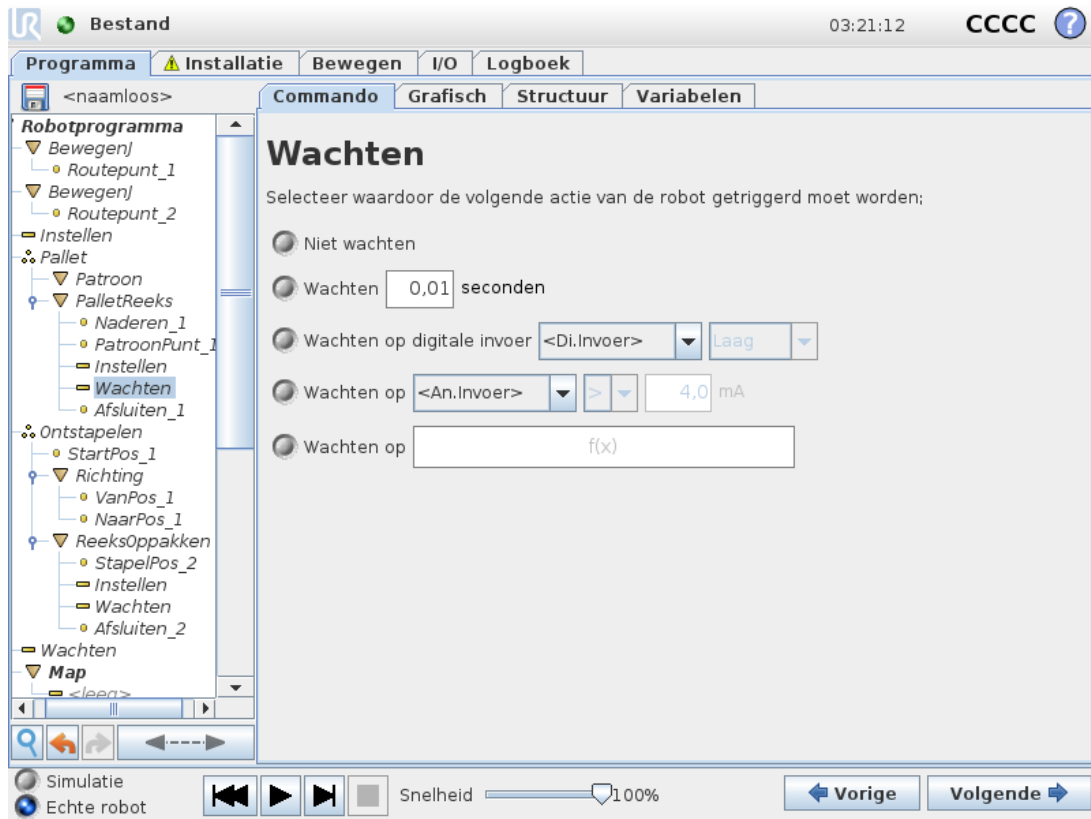 UR Bestand 03:21:12 CCCC ?
Programma Installatie Bewegen I/O Logboek
<naamloos>
Commando Grafisch Structuur Variabelen
Robotprogramma
BewegenJ
Routepunt_1
BewegenJ
Routepunt_2
Instellen
Pallet
Patroon
PalletReeks
Naderen_1
PatroonPunt_1
Instellen
Wachten
Afsluiten_1
Ontstapelen
StartPos_1
Richting
VanPos_1
NaarPos_1
ReeksOppakken
StapelPos_2
Instellen
Wachten
Afsluiten_2
Wachten
Map
<leeg>
Wachten
Selecteer waardoor de volgende actie van de robot getriggerd moet worden;
Niet wachten
Wachten 0,01 seconden
Wachten op digitale invoer <Di.Invoer> Laag
Wachten op <An.Invoer> > 4,0 mA
Wachten op f(x)
Simulatie
Echte robot
Snelheid 100%
Vorige Volgende